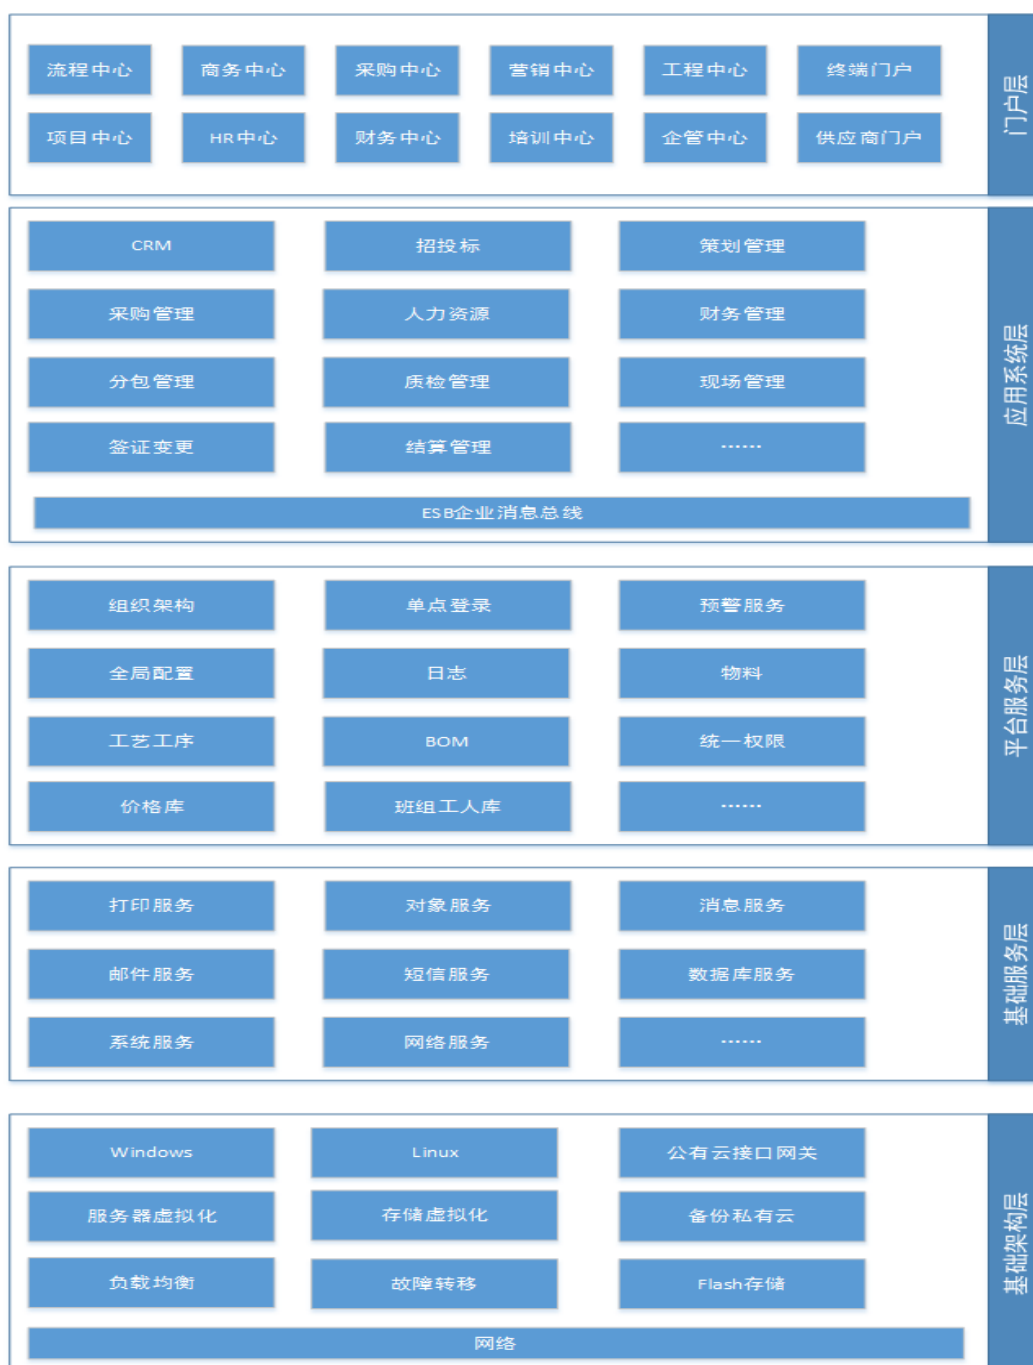 流程中心 商务中心 采购中心 营销中心 工程中心 终端门户
项目中心 HR中心 财务中心 培训中心 企管中心 供应商门户
门户层
CRM 招投标 策划管理
采购管理 人力资源 财务管理
分包管理 质检管理 现场管理
签证变更 结算管理 ······
ESB企业消息总线
应用系统层
组织架构 单点登录 预警服务
全局配置 日志 物料
工艺工序 BOM 统一权限
价格库 班组工人库 ······
平台服务层
打印服务 对象服务 消息服务
邮件服务 短信服务 数据库服务
系统服务 网络服务 ······
基础服务层
Windows Linux 公有云接口网关
服务器虚拟化 存储虚拟化 备份私有云
负载均衡 故障转移 Flash存储
网络
基础架构层